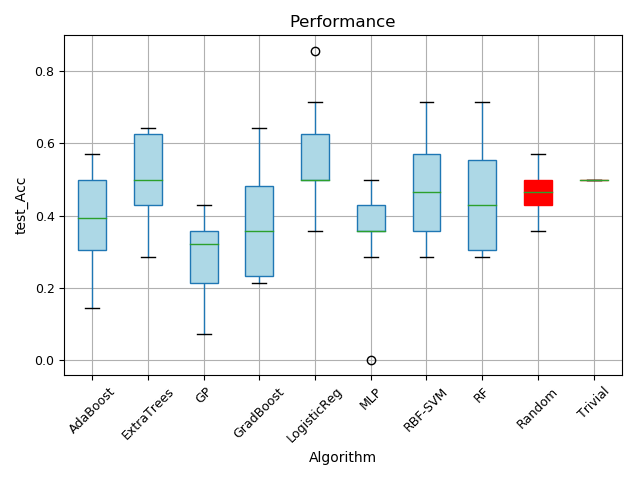 Performance
test_Acc
0.8
0.6
0.4
0.2
0.0
AdaBoost
ExtraTrees
GP
GradBoost
LogisticReg
MLP
RBF-SVM
RF
Random
Trivial
Algorithm